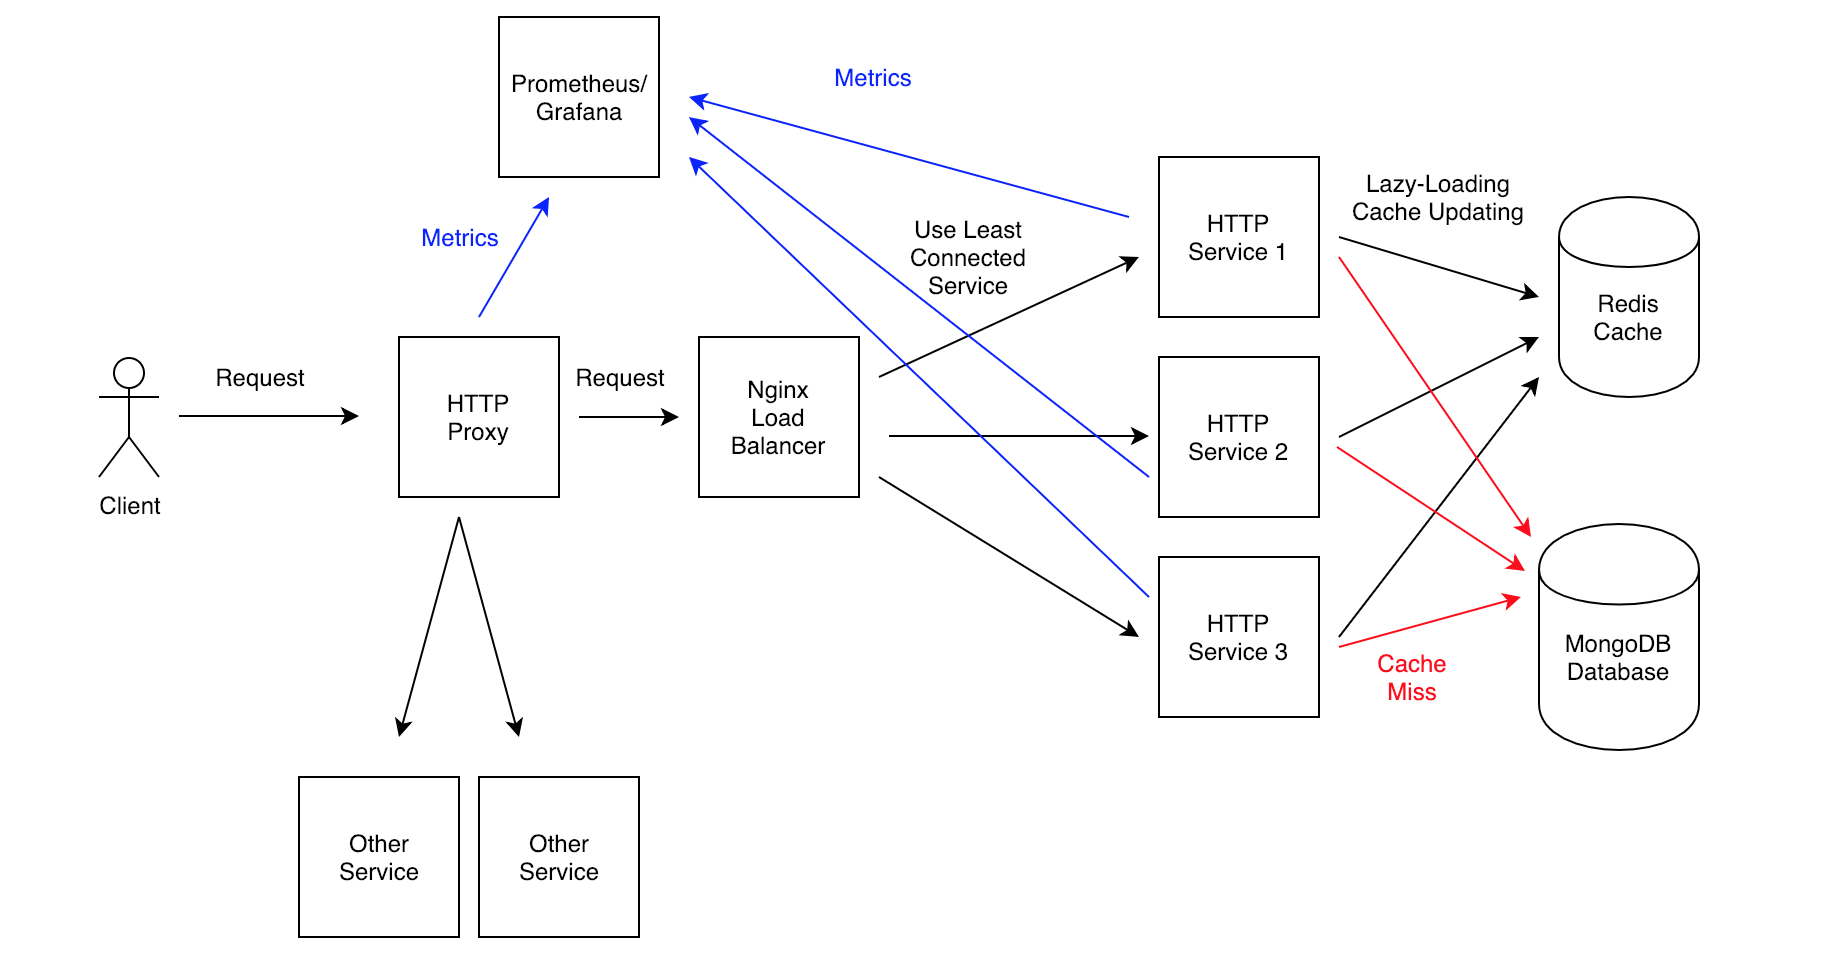 Prometheus/
Grafana
Metrics
Metrics
Use Least
Connected
Service
HTTP
Service 1
Lazy-Loading
Cache Updating
Redis
Cache
Client
Request
HTTP
Proxy
Request
Nginx
Load
Balancer
HTTP
Service 2
HTTP
Service 3
Cache
Miss
MongoDB
Database
Other
Service
Other
Service